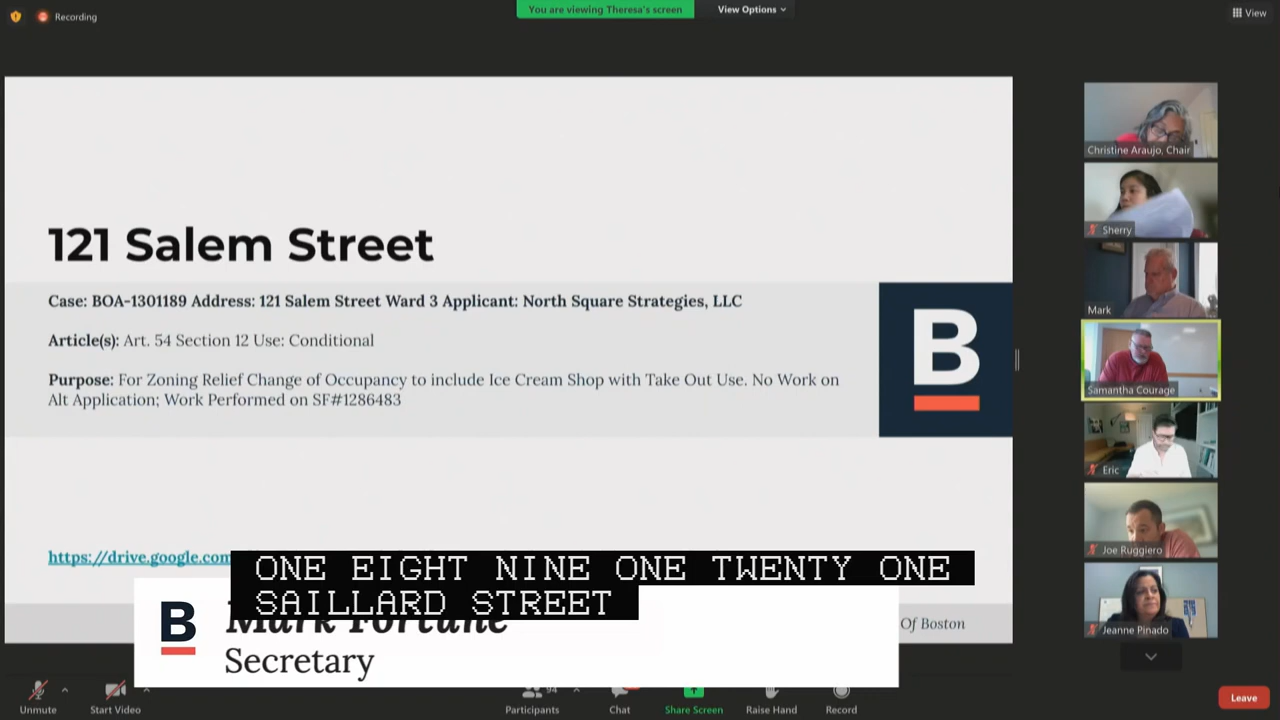 Recording
You are viewing Theresa's screen
View Options
View
121 Salem Street
Case: BOA-1301189 Address: 121 Salem Street Ward 3 Applicant: North Square Strategies, LLC
Article(s): Art. 54 Section 12 Use: Conditional
Purpose: For Zoning Relief Change of Occupancy to include Ice Cream Shop with Take Out Use. No Work on
Alt Application; Work Performed on SF#1286483
B
https://drive.google.com
ONE EIGHT NINE ONE TWENTY ONE
SAILLARD STREET
B
Mark Fortune
Secretary
Of Boston
Christine Araujo, Chair
Sherry
Mark
Samantha Courage
Eric
Joe Ruggiero
Jeanne Pinado
Unmute
Start Video
Participants
94
Chat
Share Screen
Raise Hand
Record
Leave